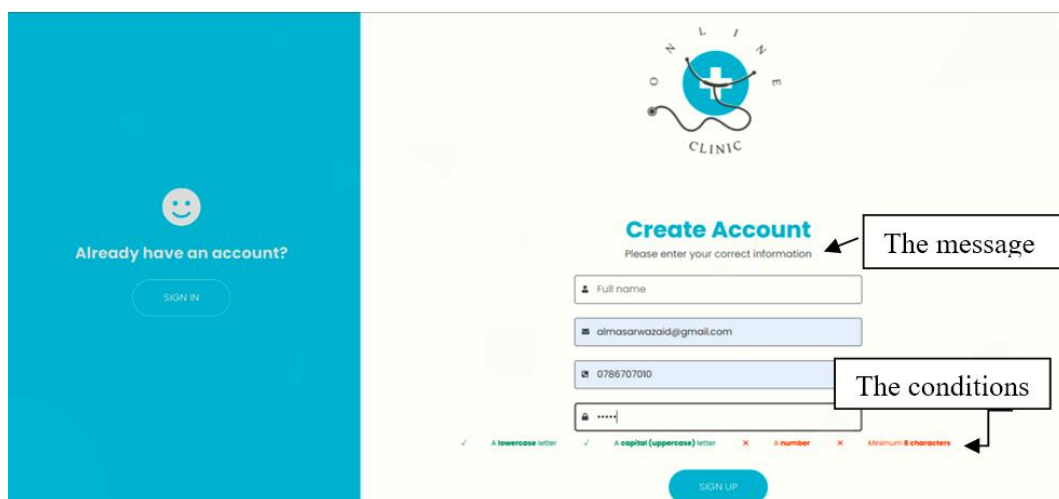 ONLINE
CLINIC
Already have an account?
SIGN IN
Create Account
Please enter your correct information
The message
Full name
almasarwazaid@gmail.com
0786707010
The conditions
•••••
✓ A lowercase letter ✓ A capital (uppercase) letter ✕ A number ✕ Minimum 8 characters
SIGN UP